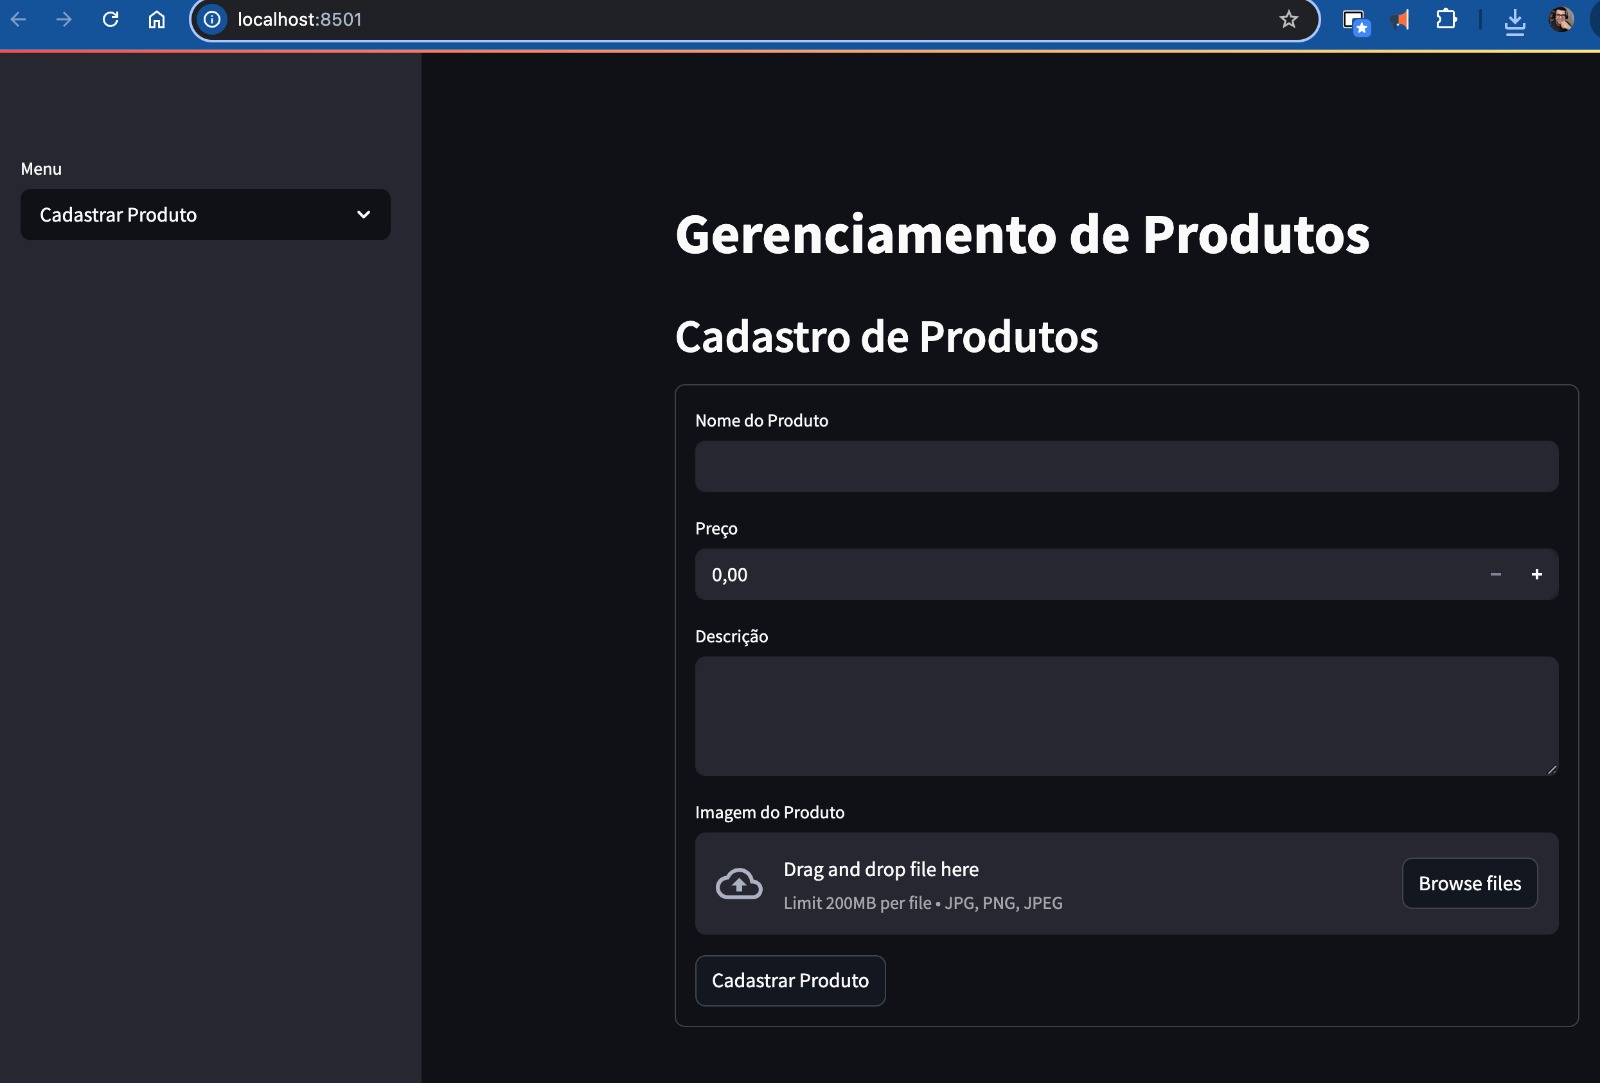 localhost:8501
Menu
Cadastrar Produto
Gerenciamento de Produtos
Cadastro de Produtos
Nome do Produto
Preço
0,00
Descrição
Imagem do Produto
Drag and drop file here
Limit 200MB per file • JPG, PNG, JPEG
Browse files
Cadastrar Produto